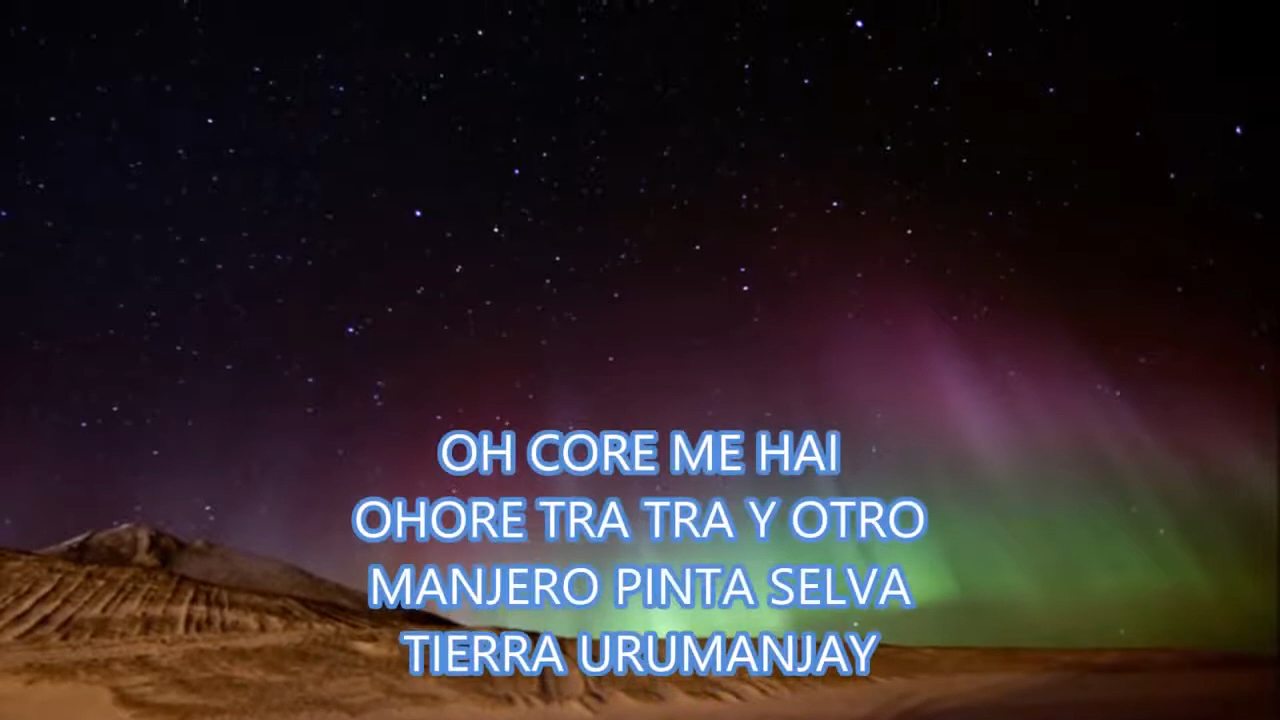 OH CORE ME HAI
OHORE TRA TRA Y OTRO
MANJERO PINTA SELVA
TIERRA URUMANJAY